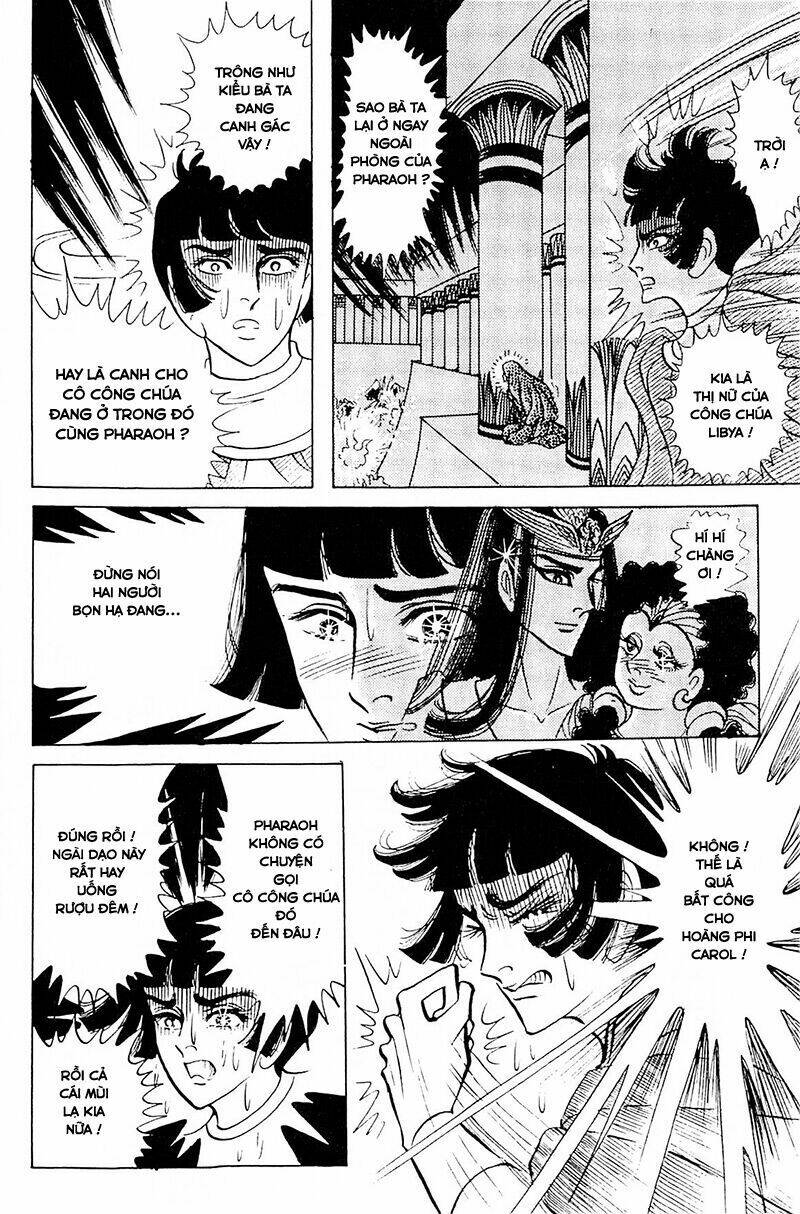 TRỜI
Ạ !
KIA LÀ
THỊ NỮ CỦA
CÔNG CHÚA
LIBYA !
SAO BÀ TA
LẠI Ở NGAY
NGOÀI
PHÒNG CỦA
PHARAOH ?
TRÔNG NHƯ
KIỂU BÀ TA
ĐANG
CANH GÁC
VẬY !
HAY LÀ CANH CHO
CÔ CÔNG CHÚA
ĐANG Ở TRONG ĐÓ
CÙNG PHARAOH ?
HÍ HÍ
CHÀNG
ƠI !
ĐỪNG NÓI
HAI NGƯỜI
BỌN HẠ ĐANG...
KHÔNG !
THẾ LÀ
QUÁ
BẤT CÔNG
CHO
HOÀNG PHI
CAROL !
PHARAOH
KHÔNG CÓ
CHUYỆN
GỌI
CÔ CÔNG CHÚA
ĐÓ
ĐẾN ĐÂU !
ĐÚNG RỒI !
NGÀI DẠO NÀY
RẤT HAY
UỐNG
RƯỢU ĐÊM !
RỒI CẢ
CÁI MÙI
LẠ KIA
NỮA !